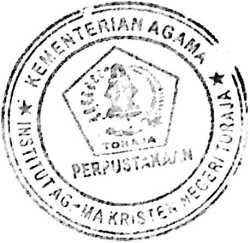 KEMENTERIAN AGAMA
INSTITUT AGAMA KRISTEN NEGERI TORAJA
TORAJA
PERPUSTAKAAN